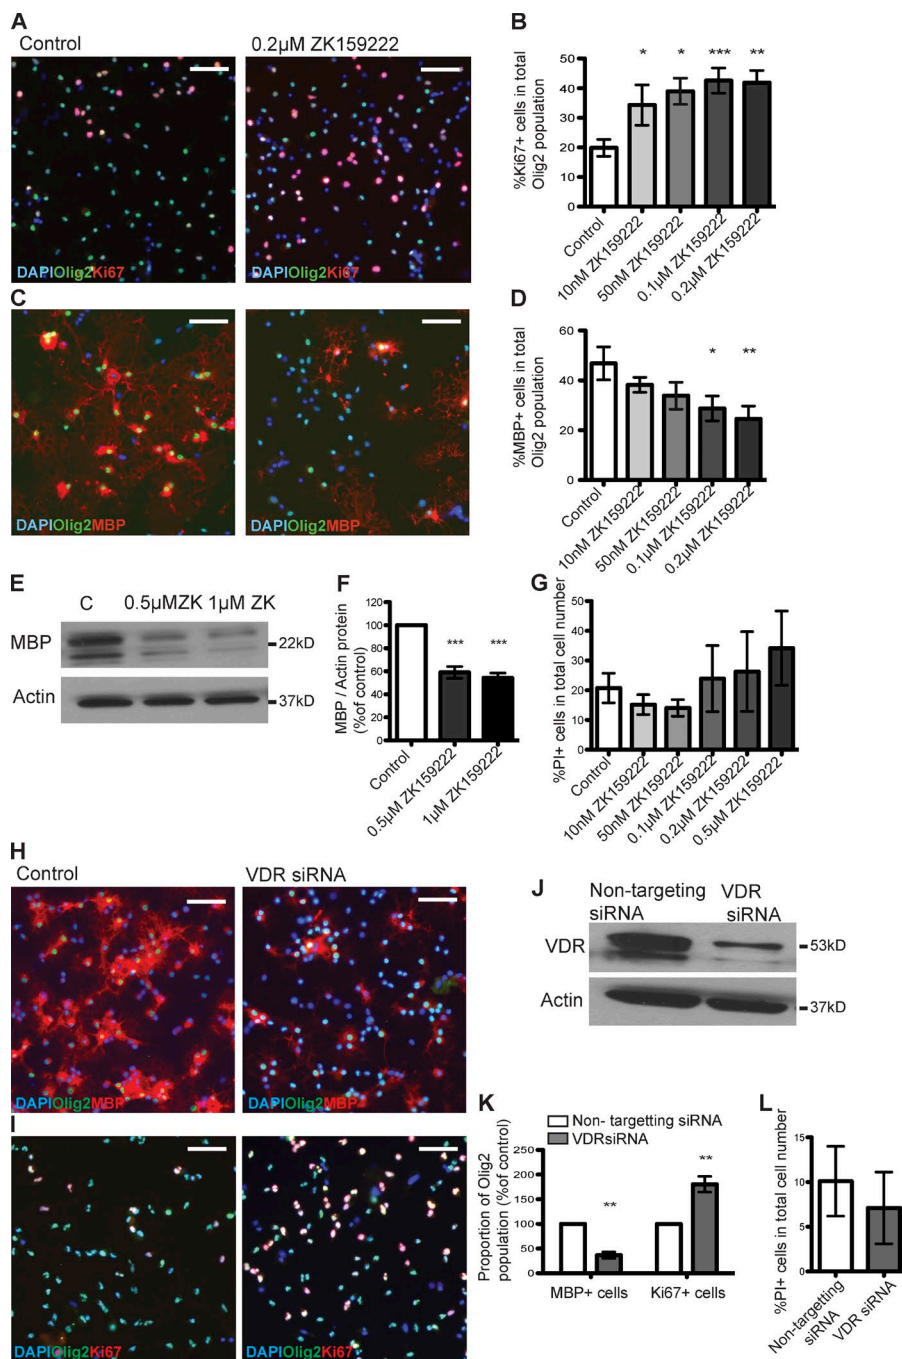 A
Control
0.2µM ZK159222
DAPIOlig2Ki67
DAPIOlig2Ki67
B
%Ki67+ cells in total
Olig2 population
60
40
20
0
*
*
***
**
Control
10nM ZK159222
50nM ZK159222
0.1µM ZK159222
0.2µM ZK159222
C
DAPIOlig2MBP
DAPIOlig2MBP
D
%MBP+ cells in total
Olig2 population
60
40
20
0
*
**
Control
10nM ZK159222
50nM ZK159222
0.1µM ZK159222
0.2µM ZK159222
E
C 0.5µMZK 1µM ZK
MBP
22kD
Actin
37kD
F
MBP / Actin protein
(%of control)
120
100
80
60
40
20
0
***
***
Control
0.5µM ZK159222
1µM ZK159222
G
%PI+ cells in total cell number
50
40
30
20
10
0
Control
10nM ZK159222
50nM ZK159222
0.1µM ZK159222
0.2µM ZK159222
0.5µM ZK159222
H
Control
VDR siRNA
DAPIOlig2MBP
DAPIOlig2MBP
I
DAPIOlig2Ki67
DAPIOlig2Ki67
J
Non-targeting
siRNA
VDR
siRNA
VDR
53kD
Actin
37kD
K
Non- targetting siRNA
VDRsiRNA
Proportion of Olig2
population (%of control)
250
200
150
100
50
0
**
**
MBP+ cells
Ki67+ cells
L
%PI+ cells in total cell number
15
10
5
0
Non-targetting
siRNA
VDR siRNA